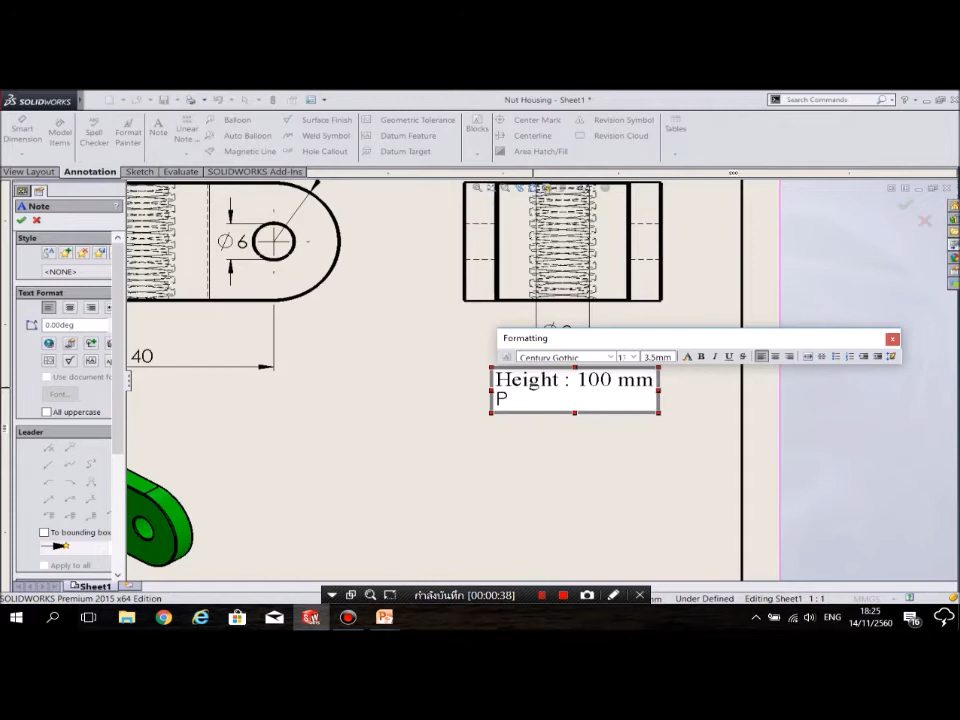 SOLIDWORKS
Nut Housing - Sheet1 *
Search Commands
Smart Dimension
Model Items
Spell Checker
Format Painter
Note
Linear Note ...
Balloon
Auto Balloon
Magnetic Line
Surface Finish
Weld Symbol
Hole Callout
Geometric Tolerance
Datum Feature
Datum Target
Blocks
Center Mark
Centerline
Area Hatch/Fill
Revision Symbol
Revision Cloud
Tables
View Layout
Annotation
Sketch
Evaluate
SOLIDWORKS Add-Ins
Note
Style
<NONE>
Text Format
0.00deg
Use document fo
Font...
All uppercase
Leader
To bounding box
Apply to all
∅6
40
Formatting
Century Gothic
3.5mm
B I U S
Height : 100 mm
P
Sheet1
SOLIDWORKS Premium 2015 x64 Edition
กำลังบันทึก [00:00:38]
Under Defined
Editing Sheet1
1 : 1
MMGS
ENG
18:25
14/11/2560